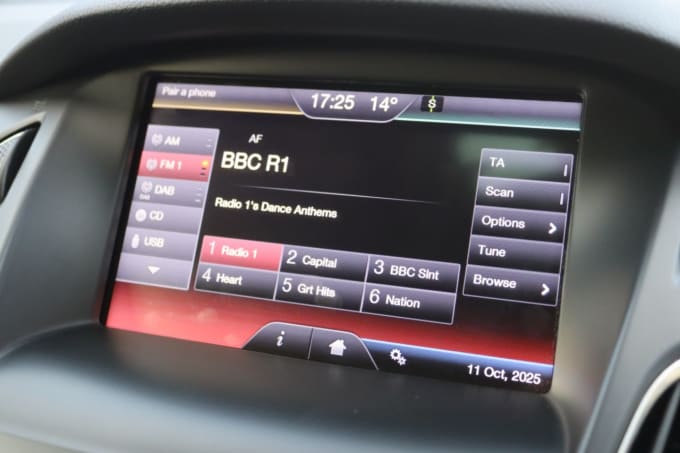 Pair a phone
17:25 14°
S
AM
FM 1
DAB
DAB
CD
USB
AF
BBC R1
Radio 1's Dance Anthems
1 Radio 1
2 Capital
3 BBC Slnt
4 Heart
5 Grt Hits
6 Nation
TA
Scan
Options
Tune
Browse
i
11 Oct, 2025